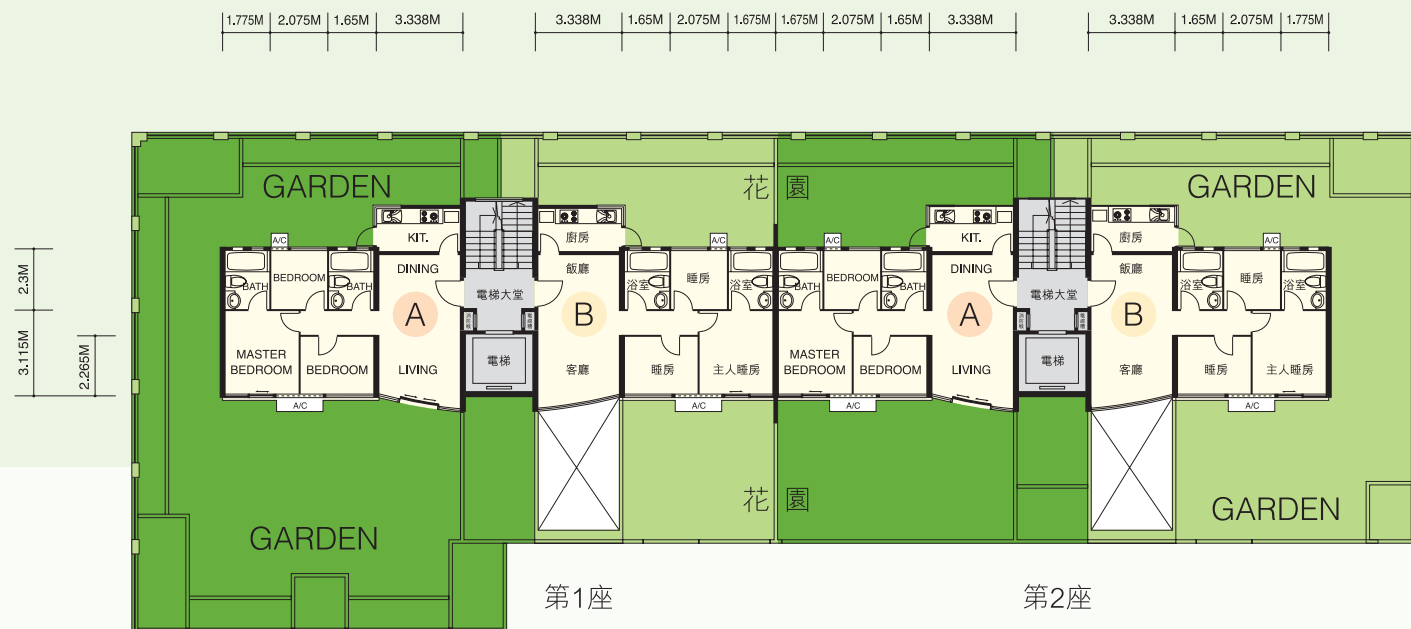 1.775M 2.075M 1.65M 3.338M 3.338M 1.65M 2.075M 1.675M 1.675M 2.075M 1.65M 3.338M 3.338M 1.65M 2.075M 1.775M
GARDEN 花園 GARDEN
A/C KIT. 廚房 A/C A/C KIT. 廚房 A/C
2.3M
BATH BEDROOM BATH DINING 飯廳 浴室 睡房 浴室 BATH BEDROOM BATH DINING 飯廳 浴室 睡房 浴室
電梯大堂 電梯大堂
A B A B
3.115M
2.265M
MASTER BEDROOM BEDROOM LIVING 電梯 客廳 睡房 主人睡房 MASTER BEDROOM BEDROOM LIVING 電梯 客廳 睡房 主人睡房
A/C A/C A/C A/C
花園
GARDEN GARDEN
第1座 第2座